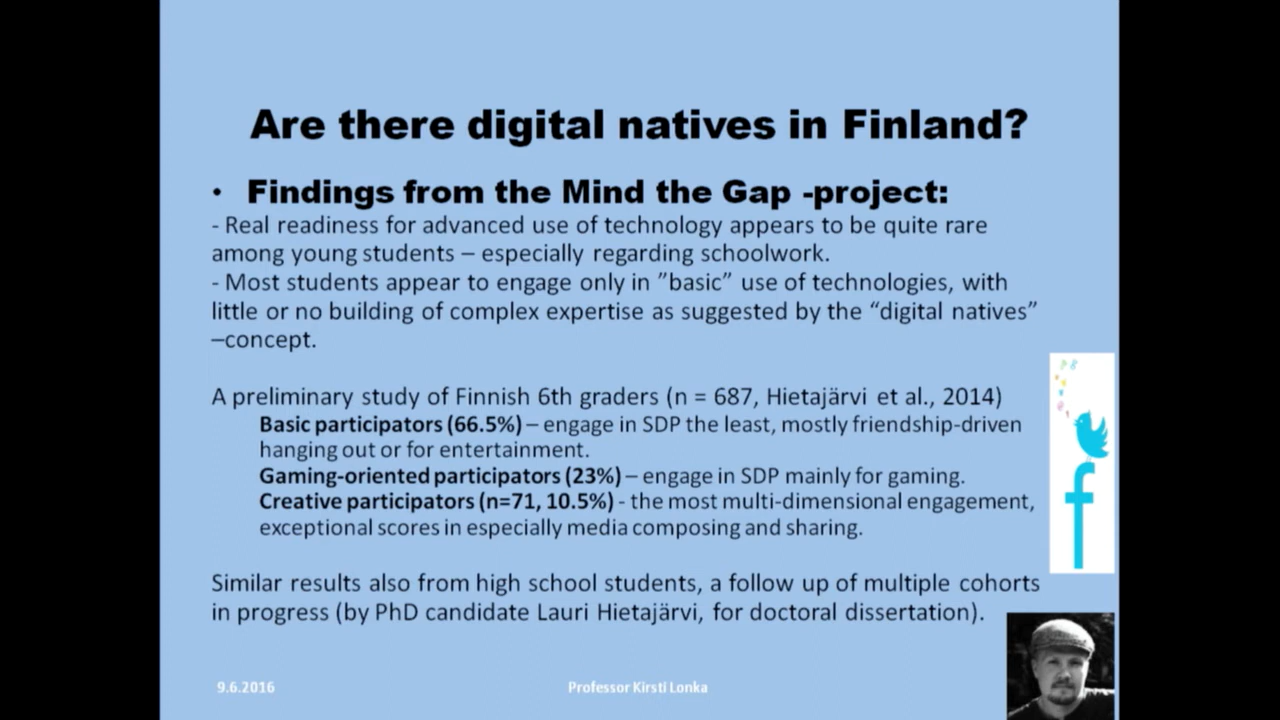 Are there digital natives in Finland?
• Findings from the Mind the Gap -project:
- Real readiness for advanced use of technology appears to be quite rare
among young students – especially regarding schoolwork.
- Most students appear to engage only in ”basic” use of technologies, with
little or no building of complex expertise as suggested by the “digital natives”
–concept.
A preliminary study of Finnish 6th graders (n = 687, Hietajärvi et al., 2014)
Basic participators (66.5%) – engage in SDP the least, mostly friendship-driven
hanging out or for entertainment.
Gaming-oriented participators (23%) – engage in SDP mainly for gaming.
Creative participators (n=71, 10.5%) - the most multi-dimensional engagement,
exceptional scores in especially media composing and sharing.
Similar results also from high school students, a follow up of multiple cohorts
in progress (by PhD candidate Lauri Hietajärvi, for doctoral dissertation).
9.6.2016
Professor Kirsti Lonka